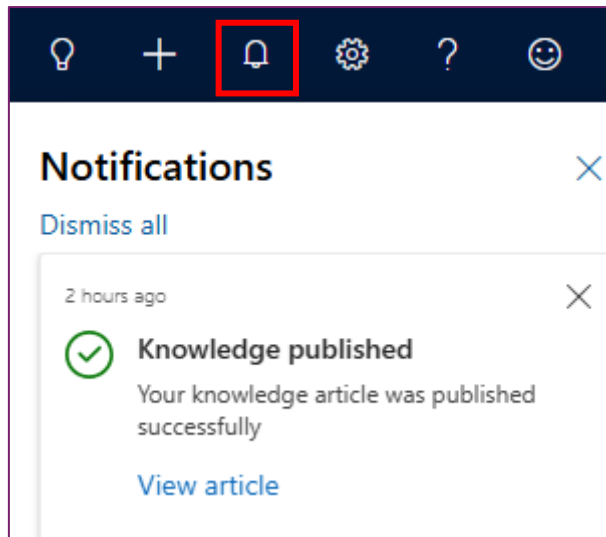 ?
Notifications
Dismiss all
2 hours ago
Knowledge published
Your knowledge article was published
successfully
View article